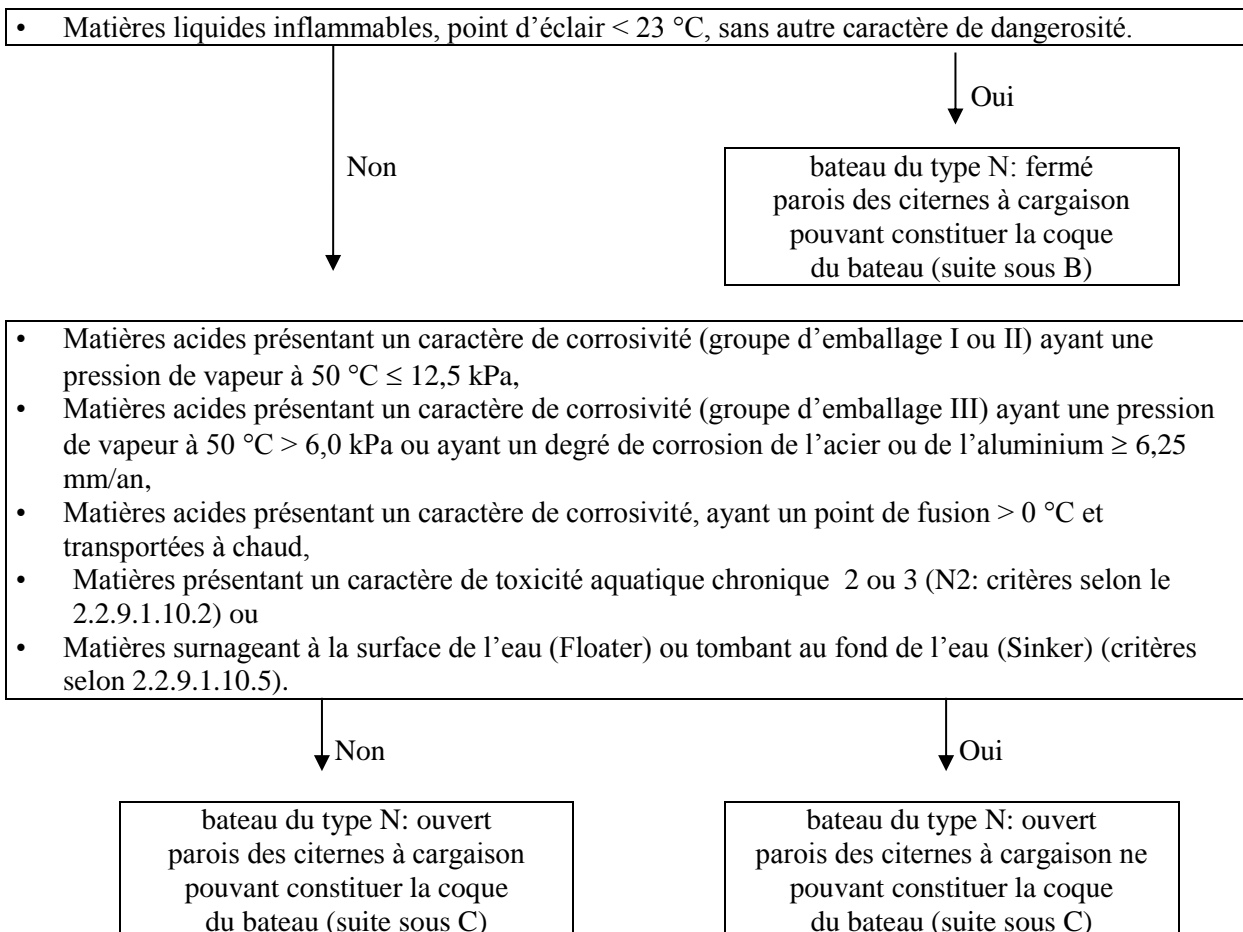 • Matières liquides inflammables, point d’éclair < 23 °C, sans autre caractère de dangerosité.
Oui
Non
bateau du type N: fermé
parois des citernes à cargaison
pouvant constituer la coque
du bateau (suite sous B)
• Matières acides présentant un caractère de corrosivité (groupe d’emballage I ou II) ayant une
pression de vapeur à 50 °C ≤ 12,5 kPa,
• Matières acides présentant un caractère de corrosivité (groupe d’emballage III) ayant une pression
de vapeur à 50 °C > 6,0 kPa ou ayant un degré de corrosion de l’acier ou de l’aluminium ≥ 6,25
mm/an,
• Matières acides présentant un caractère de corrosivité, ayant un point de fusion > 0 °C et
transportées à chaud,
• Matières présentant un caractère de toxicité aquatique chronique 2 ou 3 (N2: critères selon le
2.2.9.1.10.2) ou
• Matières surnageant à la surface de l’eau (Floater) ou tombant au fond de l’eau (Sinker) (critères
selon 2.2.9.1.10.5).
Non
Oui
bateau du type N: ouvert
parois des citernes à cargaison
pouvant constituer la coque
du bateau (suite sous C)
bateau du type N: ouvert
parois des citernes à cargaison ne
pouvant constituer la coque
du bateau (suite sous C)